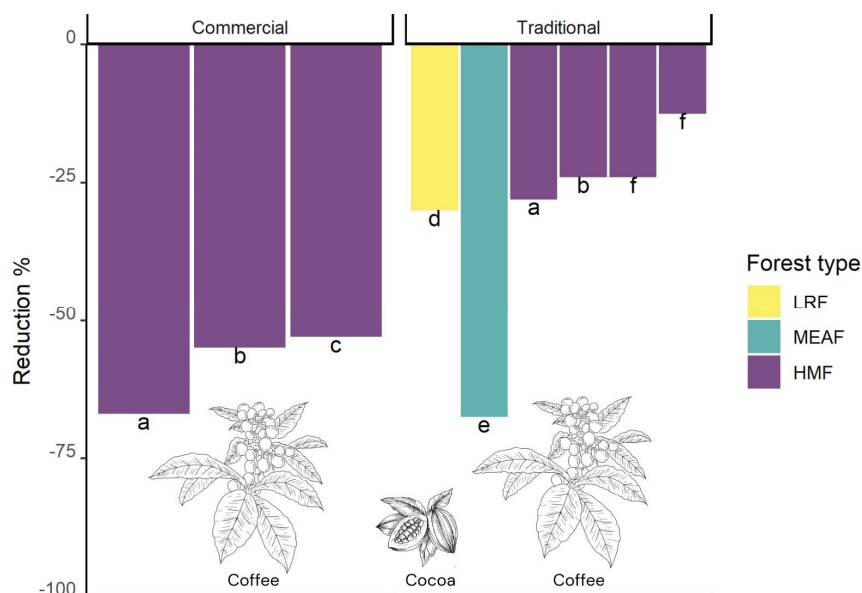 Commercial
Traditional
0
-25
-50
-75
-100
Reduction %
a
b
c
d
e
a
b
f
f
Coffee
Cocoa
Coffee
Forest type
LRF
MEAF
HMF